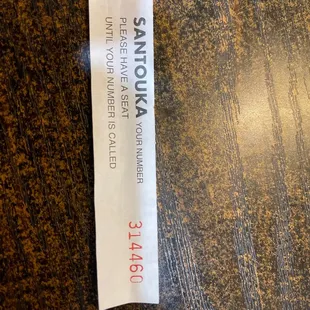 SANTOUKA YOUR NUMBER 314460
PLEASE HAVE A SEAT
UNTIL YOUR NUMBER IS CALLED